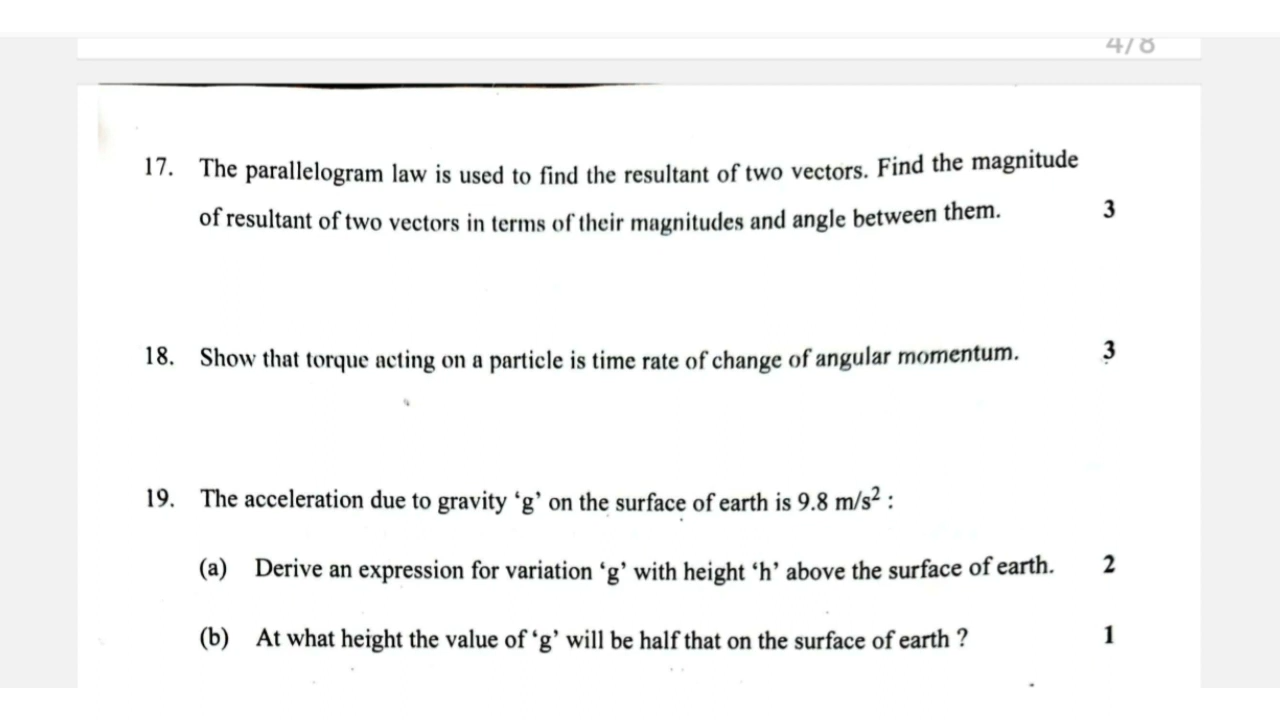 4/8
17. The parallelogram law is used to find the resultant of two vectors. Find the magnitude
of resultant of two vectors in terms of their magnitudes and angle between them. 3
18. Show that torque acting on a particle is time rate of change of angular momentum. 3
19. The acceleration due to gravity ‘g’ on the surface of earth is 9.8 m/s² :
(a) Derive an expression for variation ‘g’ with height ‘h’ above the surface of earth. 2
(b) At what height the value of ‘g’ will be half that on the surface of earth ? 1